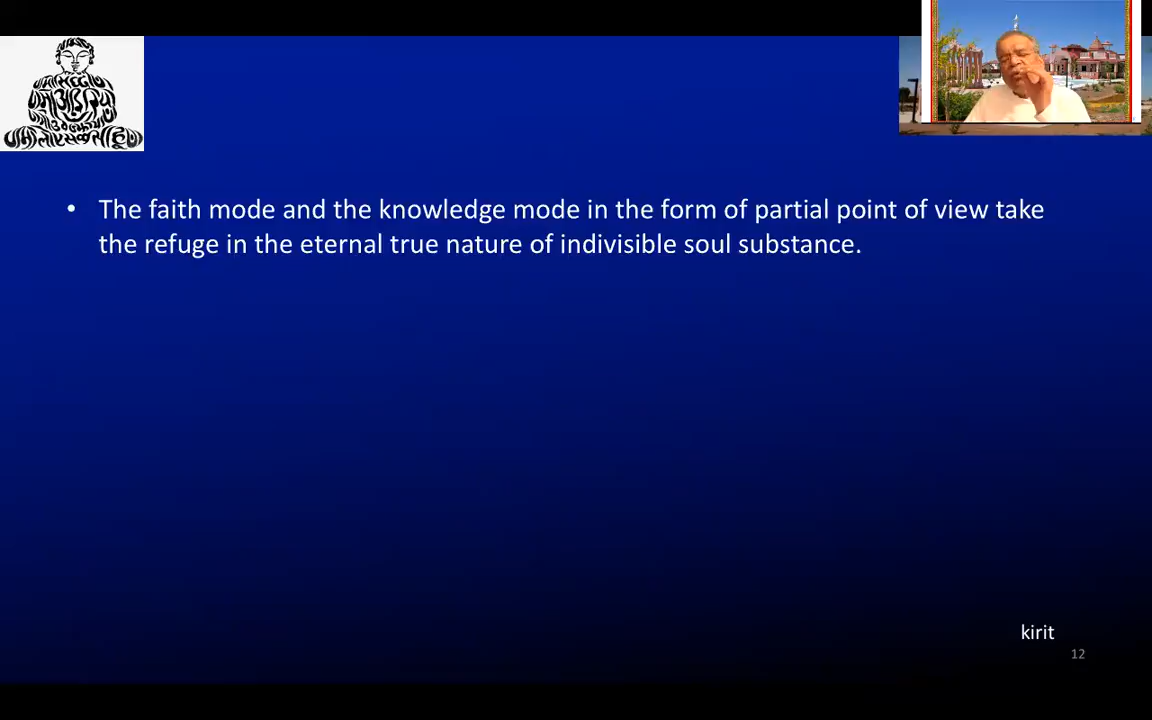 • The faith mode and the knowledge mode in the form of partial point of view take
the refuge in the eternal true nature of indivisible soul substance.
kirit
12